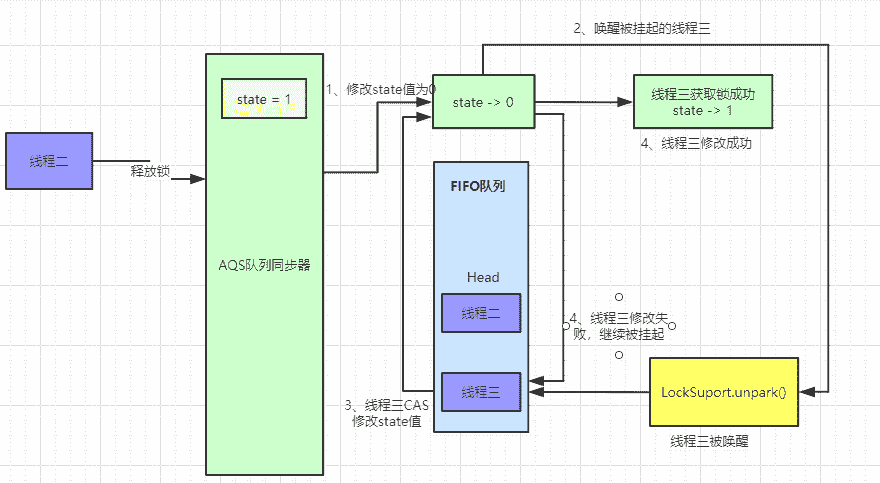 2、唤醒被挂起的线程三
state = 1
1、修改state值为0
state -> 0
线程三获取锁成功
state -> 1
4、线程三修改成功
线程二
释放锁
FIFO队列
AQS队列同步器
Head
线程二
4、线程三修改失
败，继续被挂起
线程三
LockSuport.unpark()
3、线程三CAS
修改state值
线程三被唤醒